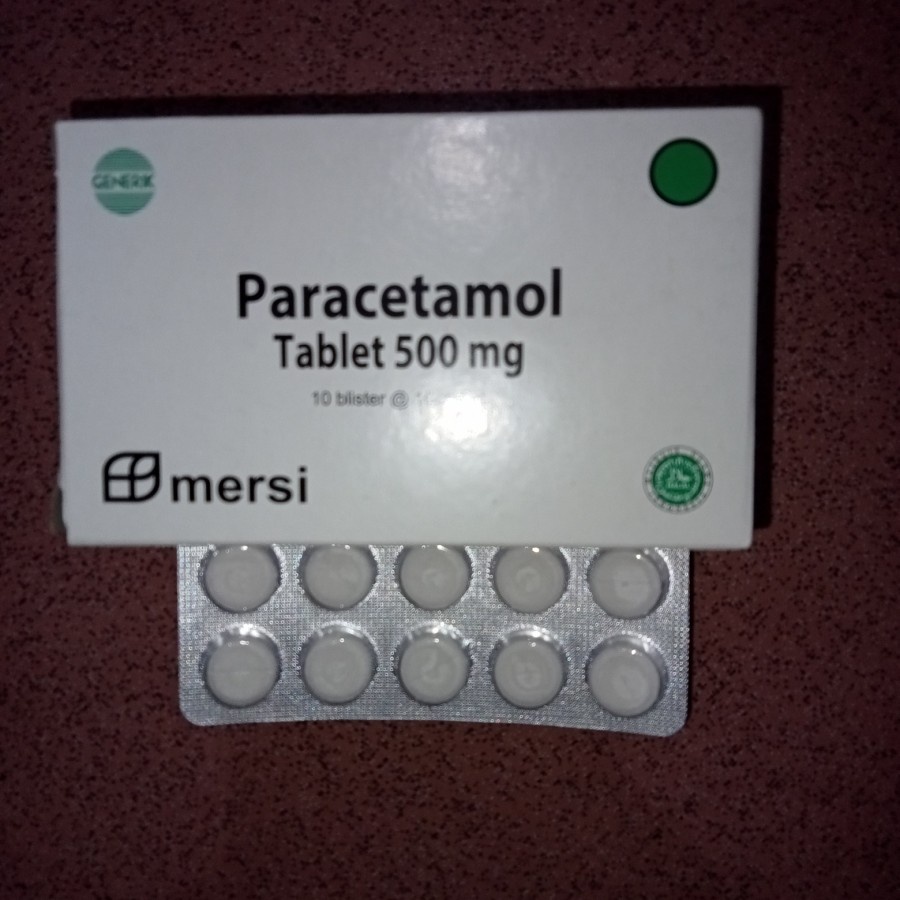 GENERIK
Paracetamol
Tablet 500 mg
10 blister @
mersi